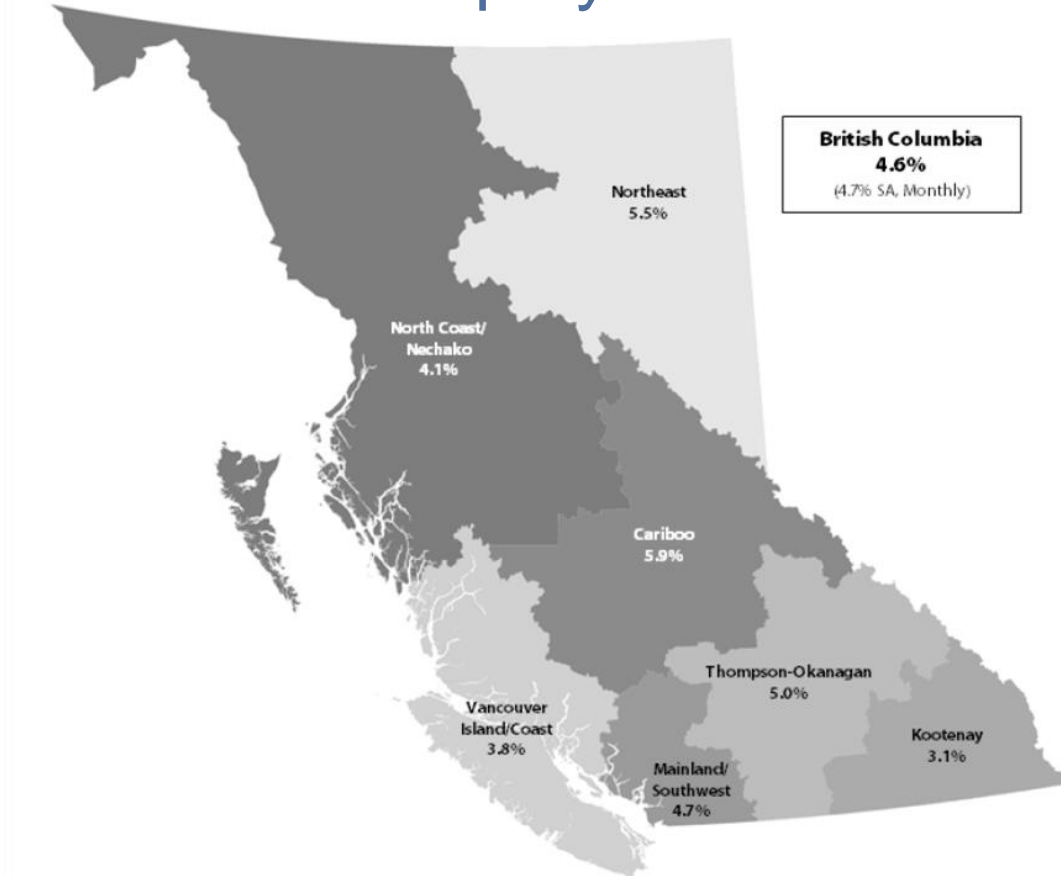 British Columbia
4.6%
(4.7% SA, Monthly)
Northeast
5.5%
North Coast/
Nechako
4.1%
Cariboo
5.9%
Thompson-Okanagan
5.0%
Vancouver
Island/Coast
3.8%
Kootenay
3.1%
Mainland/
Southwest
4.7%